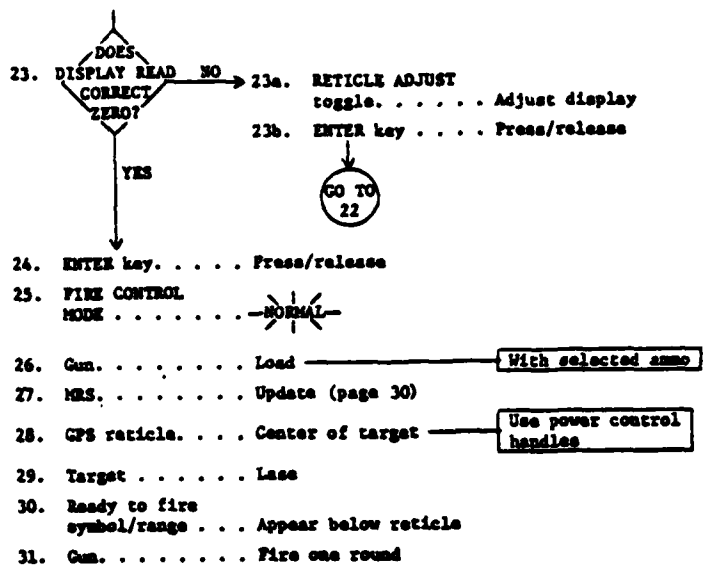 23. DOES
DISPLAY READ
CORRECT
ZERO?
NO
23a. RETICLE ADJUST
toggle. . . . . . Adjust display
23b. ENTER key . . . . Press/release
GO TO
22
YES
24. ENTER key. . . . . Press/release
25. FIRE CONTROL
MODE . . . . . . . NORMAL
26. Gun. . . . . . . . Load
With selected ammo
27. MRS. . . . . . . . Update (page 30)
28. GPS reticle. . . . Center of target
Use power control
handles
29. Target . . . . . . Lase
30. Ready to fire
symbol/range . . . Appear below reticle
31. Gun. . . . . . . . Fire one round